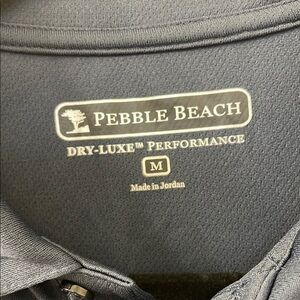 PEBBLE BEACH
DRY-LUXE™ PERFORMANCE
M
Made in Jordan